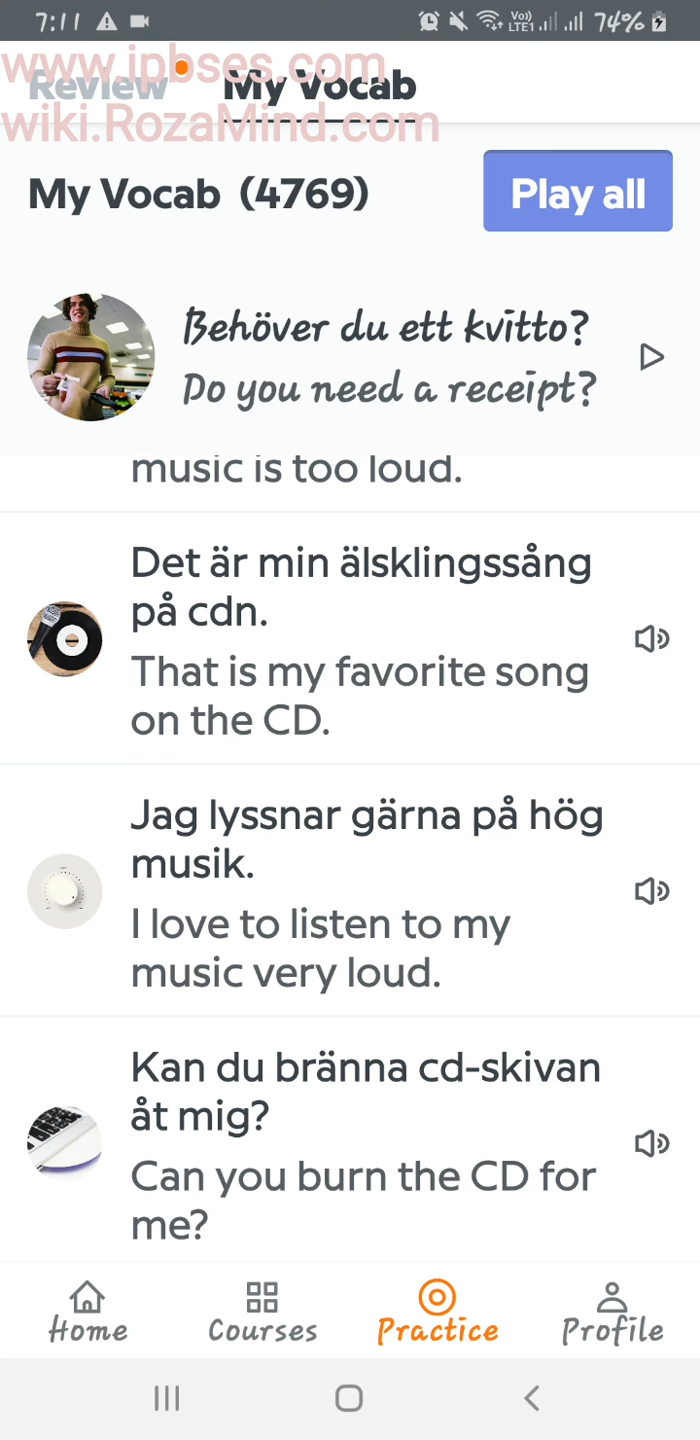 7:11
Vo))
LTE1
74%
www.ipbses.com
Review
My Vocab
wiki.RozaMind.com
My Vocab (4769)
Play all
Behöver du ett kvitto?
Do you need a receipt?
music is too loud.
Det är min älsklingssång
på cdn.
That is my favorite song
on the CD.
Jag lyssnar gärna på hög
musik.
I love to listen to my
music very loud.
Kan du bränna cd-skivan
åt mig?
Can you burn the CD for
me?
Home
Courses
Practice
Profile